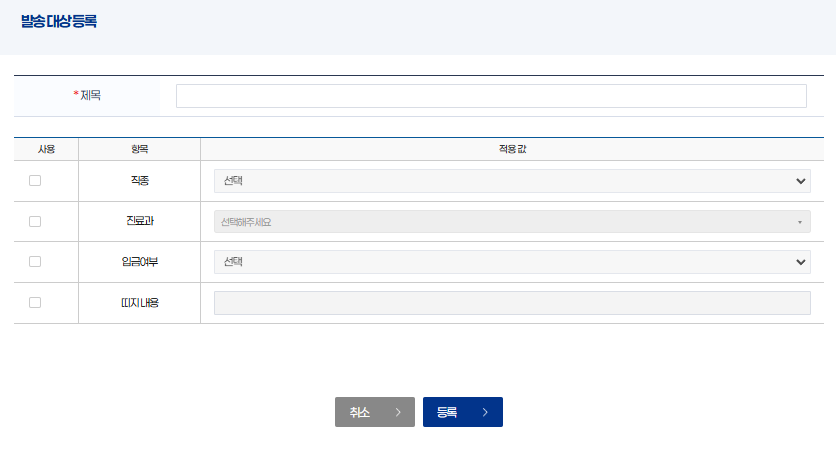 발송대상등록
* 제목
사용 항목 적용 값
직종 선택
진료과 선택해주세요
입금여부 선택
띠지 내용
취소 등록